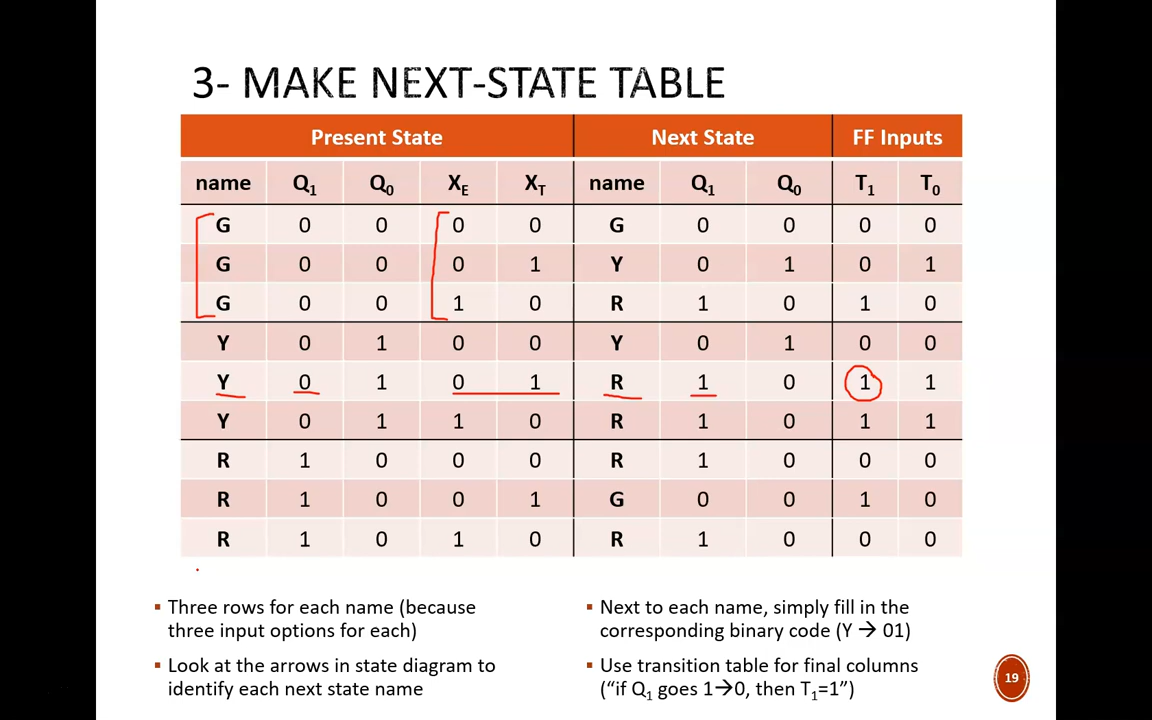 3- MAKE NEXT-STATE TABLE
Present State Next State FF Inputs
name Q1 Q0 XE XT name Q1 Q0 T1 T0
G 0 0 0 0 G 0 0 0 0
G 0 0 0 1 Y 0 1 0 1
G 0 0 1 0 R 1 0 1 0
Y 0 1 0 0 Y 0 1 0 0
Y 0 1 0 1 R 1 0 1 1
Y 0 1 1 0 R 1 0 1 1
R 1 0 0 0 R 1 0 0 0
R 1 0 0 1 G 0 0 1 0
R 1 0 1 0 R 1 0 0 0
▪ Three rows for each name (because
three input options for each)
▪ Look at the arrows in state diagram to
identify each next state name
▪ Next to each name, simply fill in the
corresponding binary code (Y → 01)
▪ Use transition table for final columns
(“if Q1 goes 1→0, then T1=1”)
19